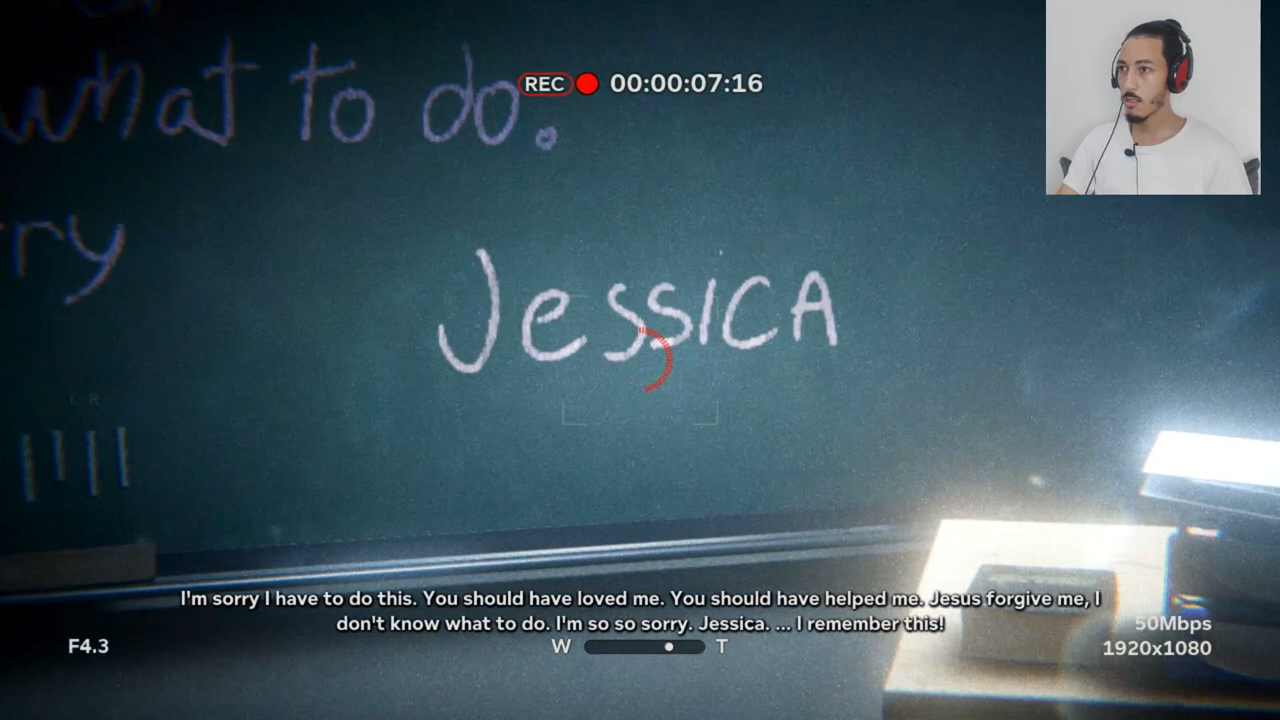 what to do.
REC 00:00:07:16
ry
JessICA
L R
I'm sorry I have to do this. You should have loved me. You should have helped me. Jesus forgive me, I
don't know what to do. I'm so so sorry. Jessica. ... I remember this!
F4.3
W T
50Mbps
1920x1080